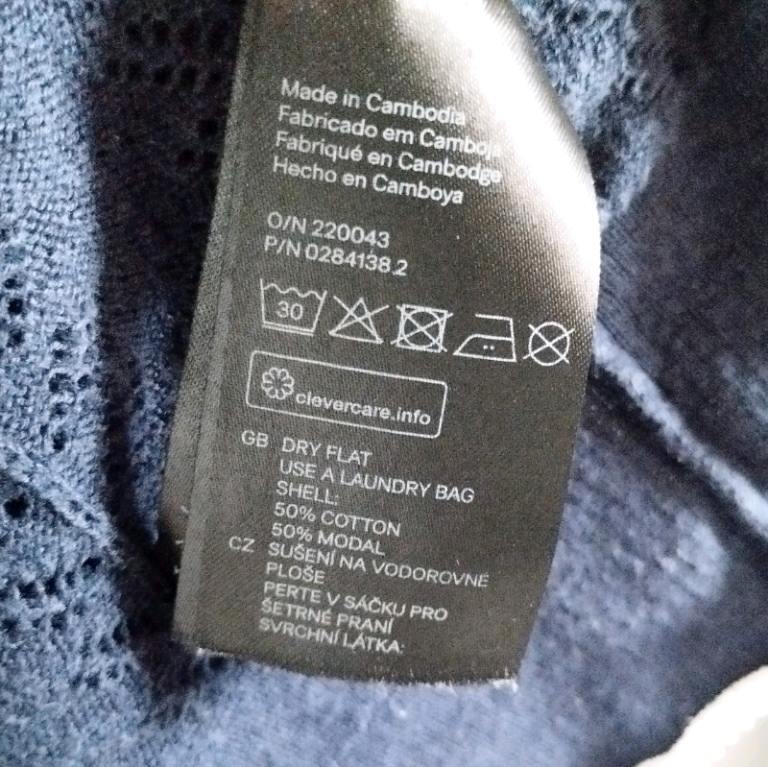 Made in Cambodia
Fabricado em Camboja
Fabriqué en Cambodge
Hecho en Camboya
O/N 220043
P/N 0284138.2
30
clevercare.info
GB DRY FLAT
USE A LAUNDRY BAG
SHELL:
50% COTTON
50% MODAL
CZ SUŠENÍ NA VODOROVNÉ
PLOŠE
PERTE V SÁČKU PRO
ŠETRNÉ PRANÍ
SVRCHNÍ LÁTKA: